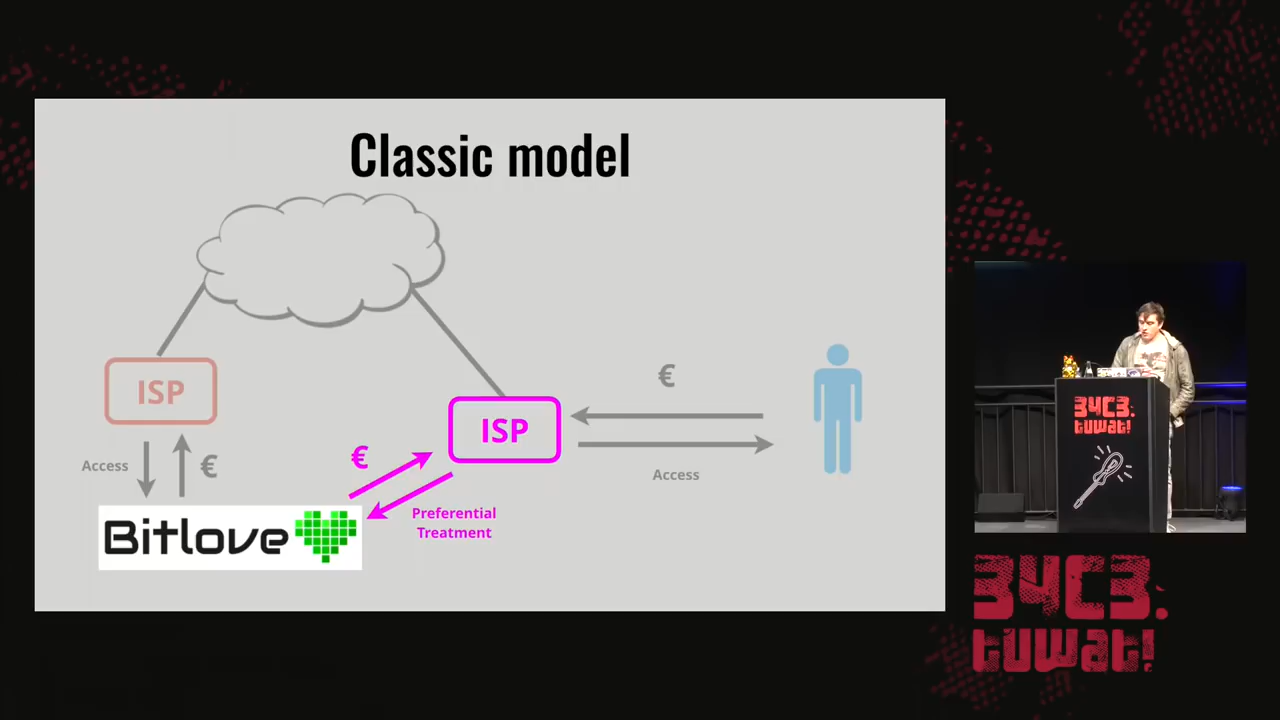 Classic model
ISP
€
ISP
€
Access
€
Access
Preferential
Treatment
Bitlove
34C3:
tuwat!
34C3:
tuwat!